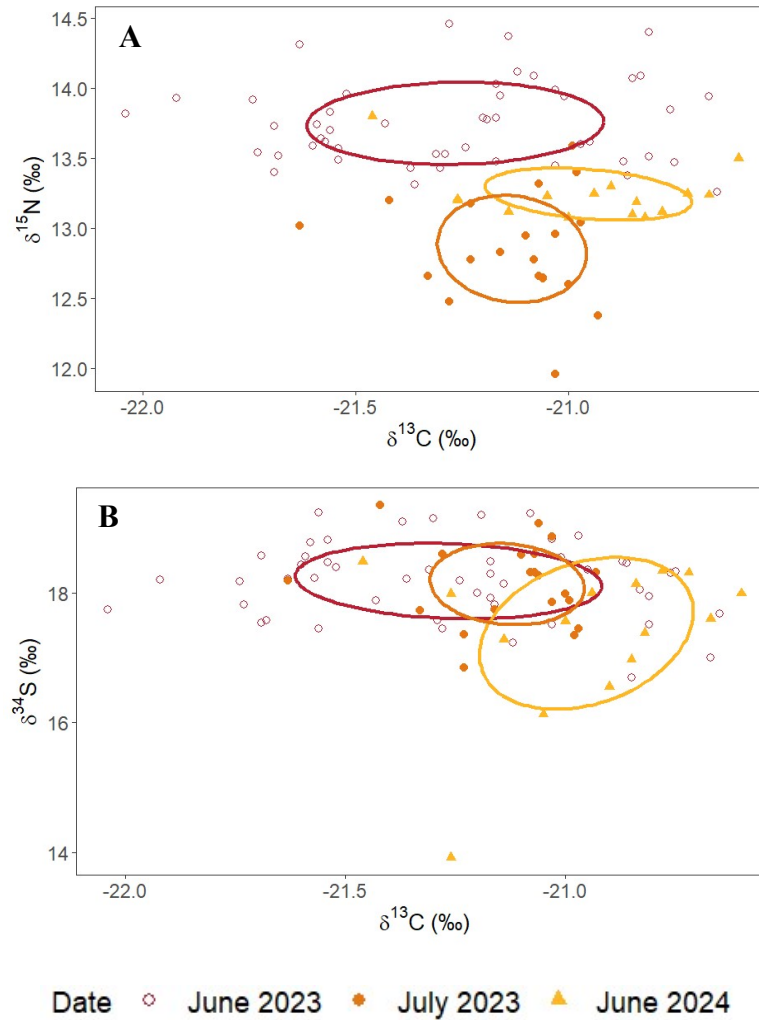 A
14.5
14.0
13.5
13.0
12.5
12.0
δ15N (‰)
-22.0 -21.5 -21.0
δ13C (‰)
B
18
16
14
δ34S (‰)
-22.0 -21.5 -21.0
δ13C (‰)
Date June 2023 July 2023 June 2024